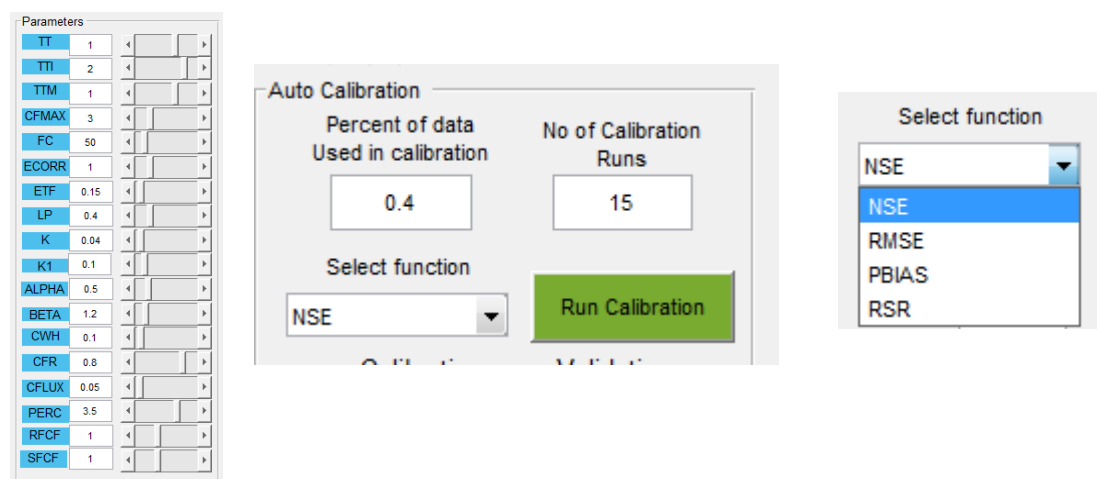 Parameters
TT 1
TTI 2
TTM 1
CFMAX 3
FC 50
ECORR 1
ETF 0.15
LP 0.4
K 0.04
K1 0.1
ALPHA 0.5
BETA 1.2
CWH 0.1
CFR 0.8
CFLUX 0.05
PERC 3.5
RFCF 1
SFCF 1
Auto Calibration
Percent of data
Used in calibration
0.4
No of Calibration
Runs
15
Select function
NSE
Run Calibration
Select function
NSE
NSE
RMSE
PBIAS
RSR